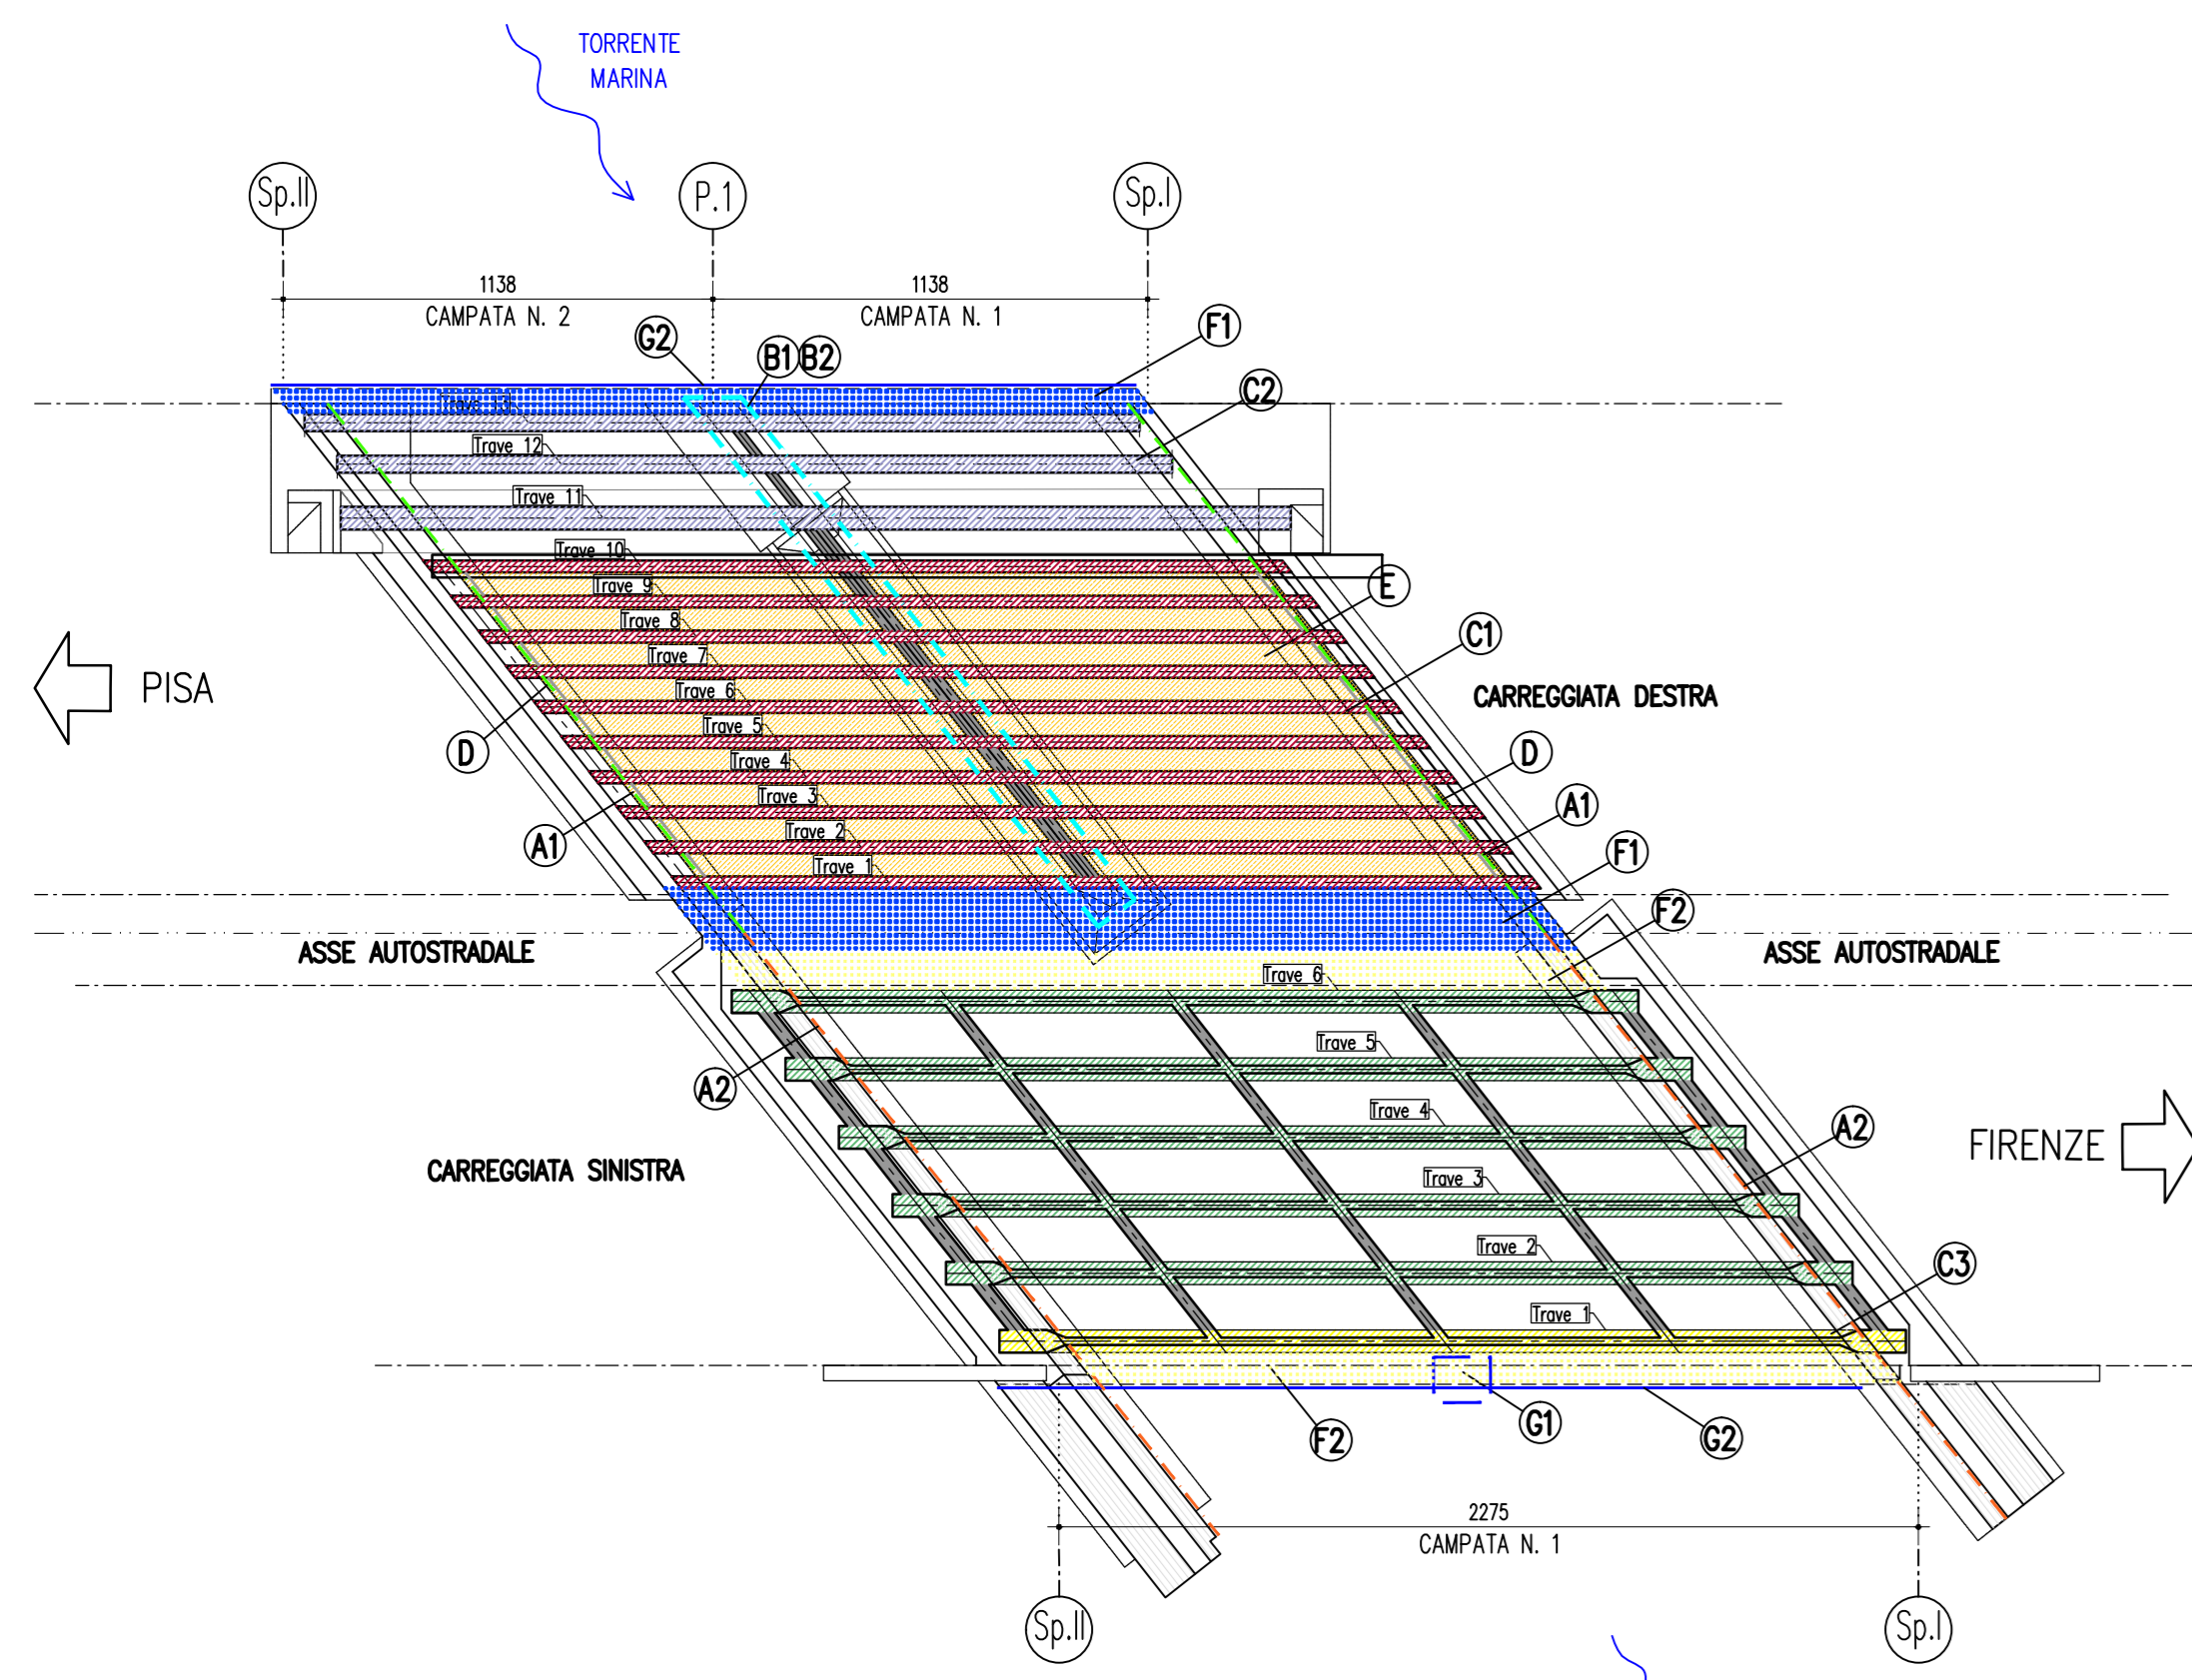 TORRENTE
MARINA
Sp.II
P.1
Sp.I
1138
1138
CAMPATA N. 2
CAMPATA N. 1
G2
B1 B2
F1
C2
Trave 13
Trave 12
Trave 11
Trave 10
Trave 9
E
Trave 8
C1
Trave 7
PISA
Trave 6
CARREGGIATA DESTRA
Trave 5
D
D
Trave 4
Trave 3
A1
Trave 2
A1
F1
Trave 1
F2
ASSE AUTOSTRADALE
ASSE AUTOSTRADALE
Trave 6
Trave 5
A2
Trave 4
A2
FIRENZE
CARREGGIATA SINISTRA
Trave 3
Trave 2
C3
Trave 1
G1
F2
G2
2275
CAMPATA N. 1
Sp.II
Sp.I